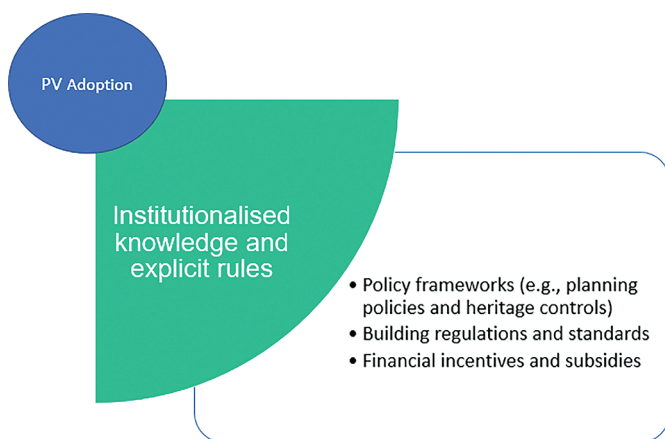 PV Adoption
Institutionalised
knowledge and
explicit rules
• Policy frameworks (e.g., planning
policies and heritage controls)
• Building regulations and standards
• Financial incentives and subsidies